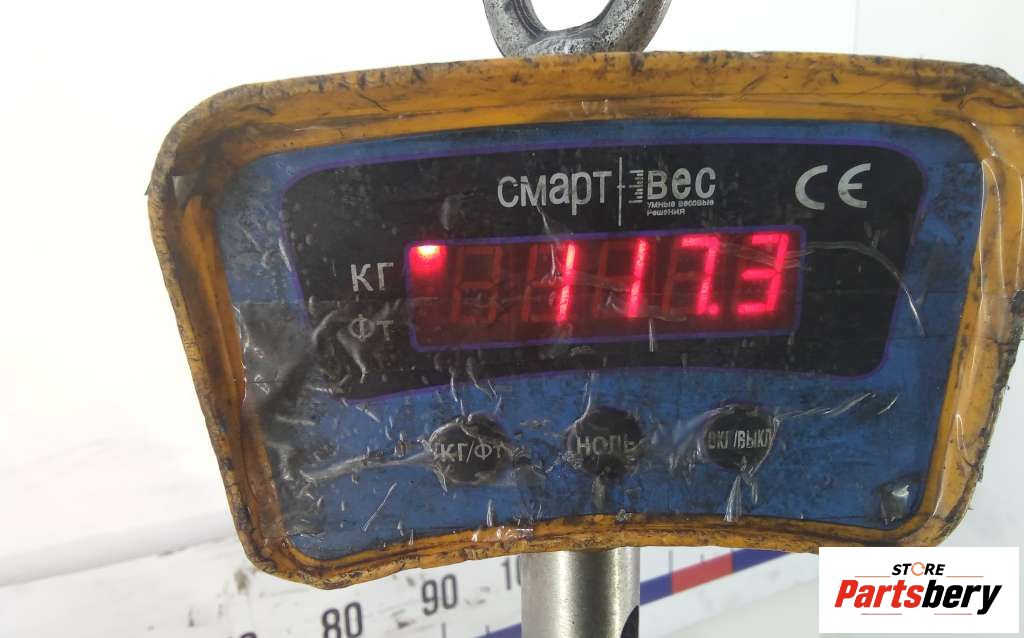 смарт вес
умные весовые
решения
CE
КГ
117.3
Фт
КГ/ФТ НОЛЬ ВКЛ/ВЫКЛ
80 90
STORE
Partsbery